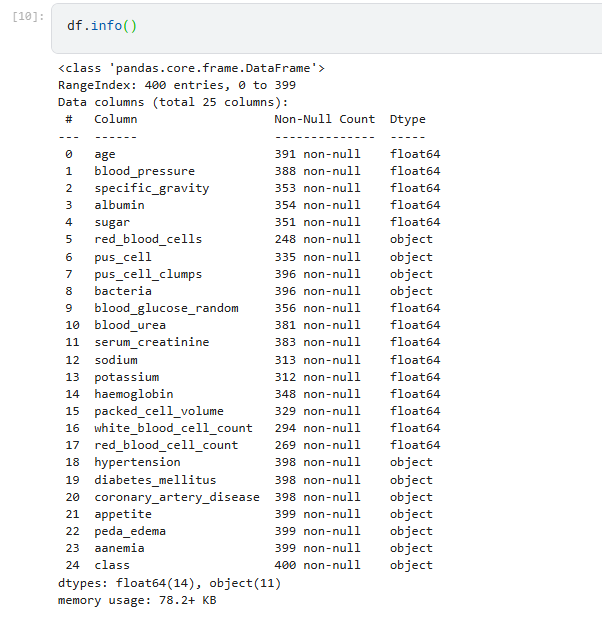 [10]:
df.info()
<class 'pandas.core.frame.DataFrame'>
RangeIndex: 400 entries, 0 to 399
Data columns (total 25 columns):
 #   Column                   Non-Null Count  Dtype
---  ------                   --------------  -----
 0   age                      391 non-null    float64
 1   blood_pressure           388 non-null    float64
 2   specific_gravity         353 non-null    float64
 3   albumin                  354 non-null    float64
 4   sugar                    351 non-null    float64
 5   red_blood_cells          248 non-null    object
 6   pus_cell                 335 non-null    object
 7   pus_cell_clumps          396 non-null    object
 8   bacteria                 396 non-null    object
 9   blood_glucose_random     356 non-null    float64
 10  blood_urea               381 non-null    float64
 11  serum_creatinine         383 non-null    float64
 12  sodium                   313 non-null    float64
 13  potassium                312 non-null    float64
 14  haemoglobin              348 non-null    float64
 15  packed_cell_volume       329 non-null    float64
 16  white_blood_cell_count   294 non-null    float64
 17  red_blood_cell_count     269 non-null    float64
 18  hypertension             398 non-null    object
 19  diabetes_mellitus        398 non-null    object
 20  coronary_artery_disease  398 non-null    object
 21  appetite                 399 non-null    object
 22  peda_edema               399 non-null    object
 23  aanemia                  399 non-null    object
 24  class                    400 non-null    object
dtypes: float64(14), object(11)
memory usage: 78.2+ KB